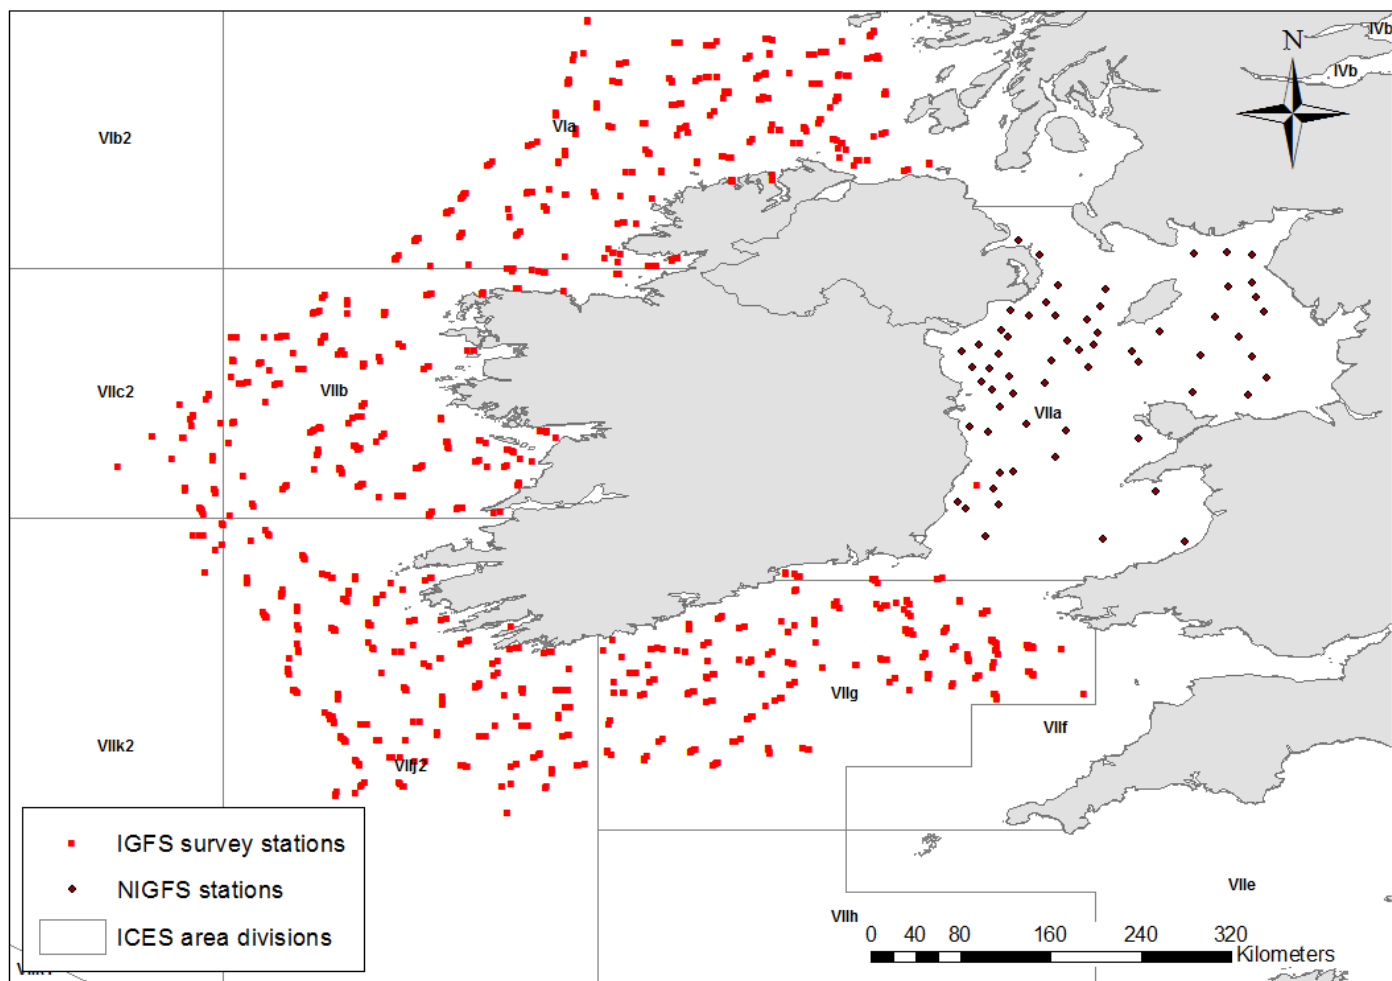 IVb
N
IVb
VIa
VIb2
VIIc2
VIIb
VIIa
VIIg
VIIf
VIIk2
VIIj2
IGFS survey stations
NIGFS stations
ICES area divisions
VIIe
VIIh
0 40 80 160 240 320
Kilometers